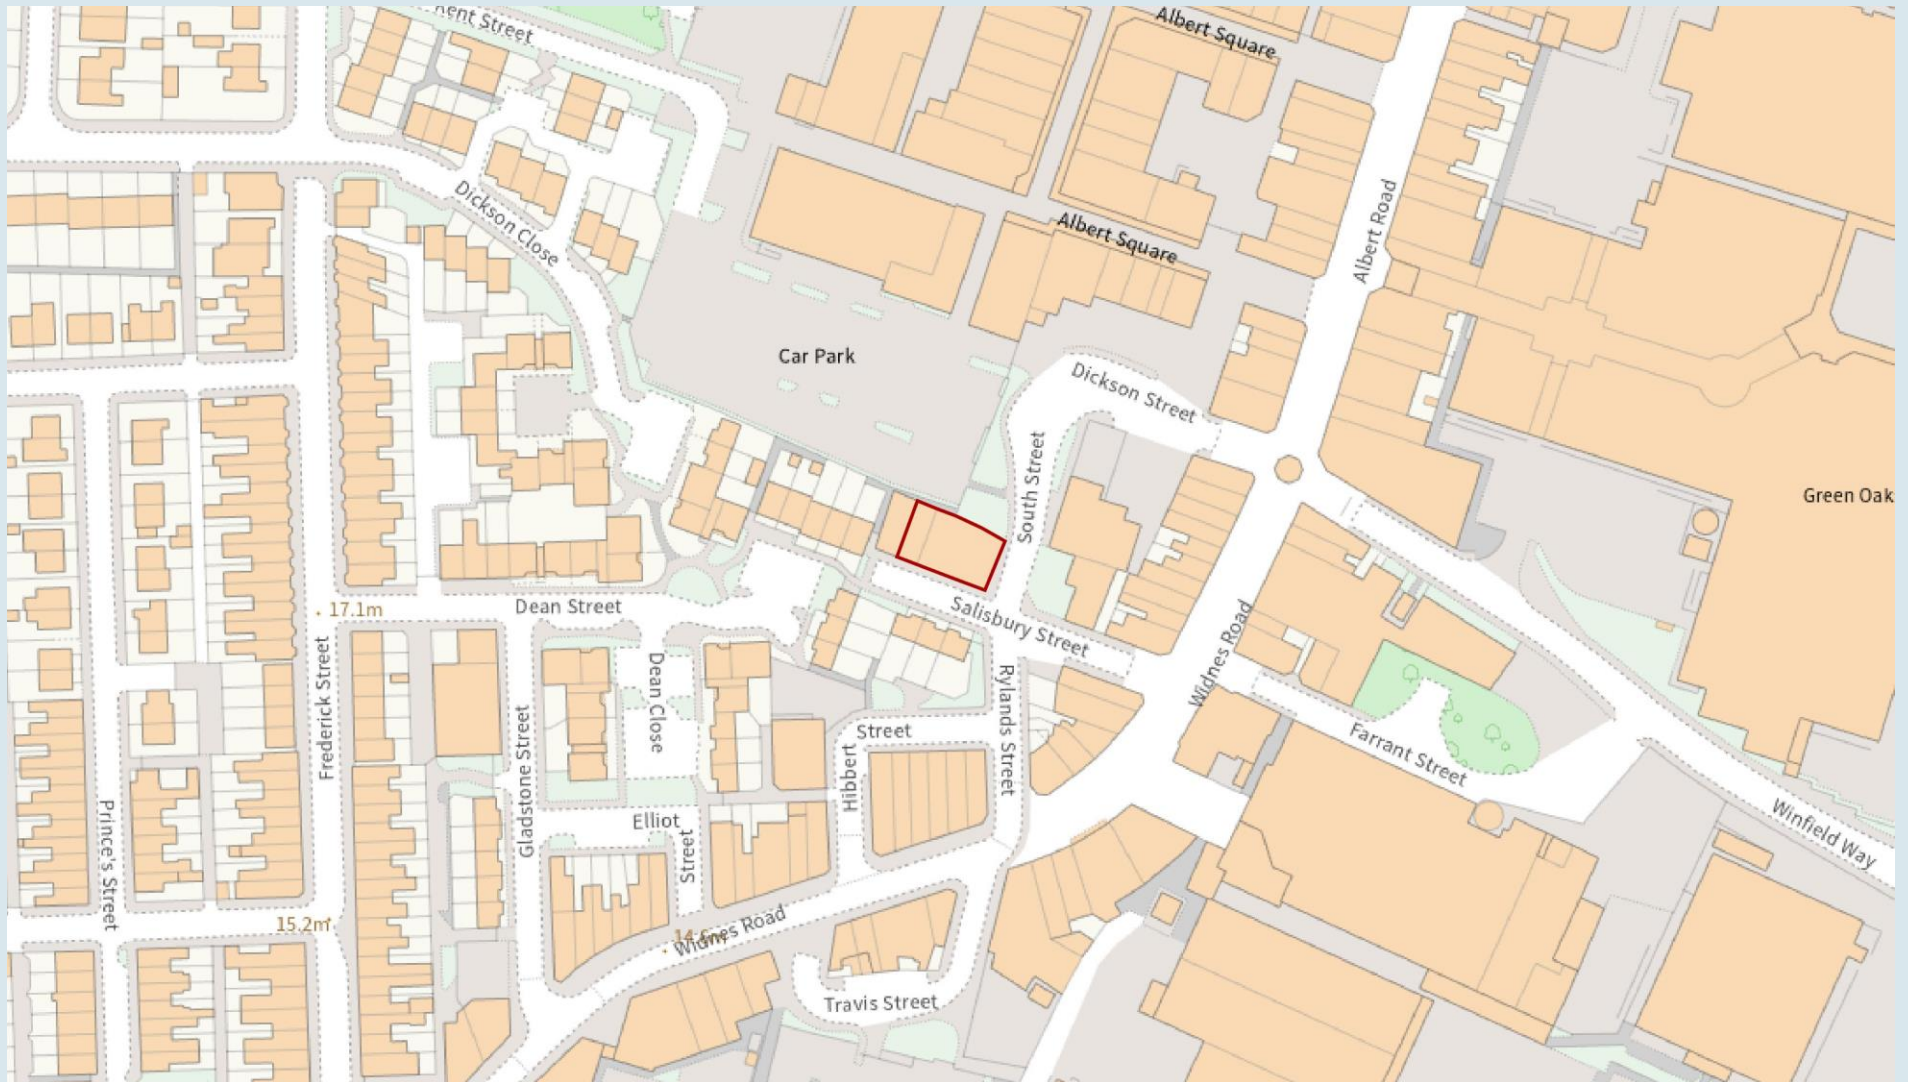 Kent Street
Albert Square
Dickson Close
Albert Road
Albert Square
Car Park
Dickson Street
South Street
Green Oak
17.1m
Dean Street
Salisbury Street
Widnes Road
Frederick Street
Dean Close
Rylands Street
Gladstone Street
Street
Hibbert
Farrant Street
Prince's Street
Elliot
Street
Winfield Way
15.2m
Widnes Road
Travis Street